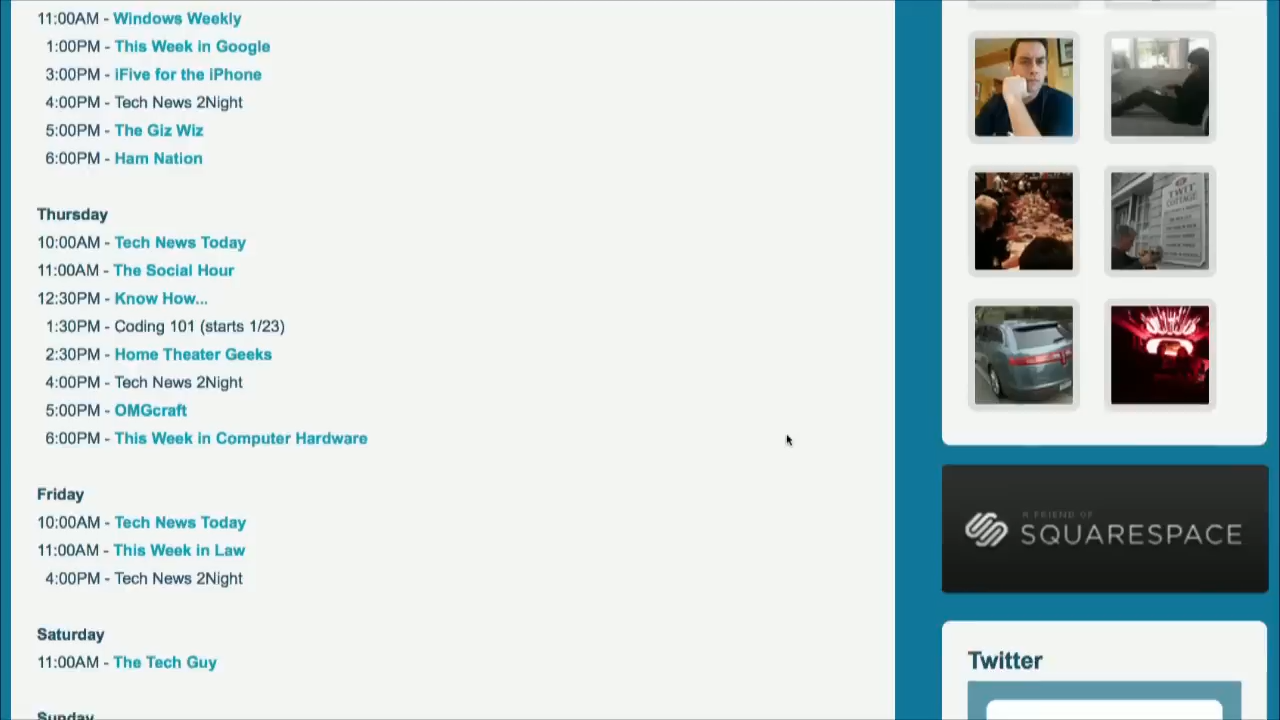 11:00AM - Windows Weekly
1:00PM - This Week in Google
3:00PM - iFive for the iPhone
4:00PM - Tech News 2Night
5:00PM - The Giz Wiz
6:00PM - Ham Nation
Thursday
10:00AM - Tech News Today
11:00AM - The Social Hour
12:30PM - Know How...
1:30PM - Coding 101 (starts 1/23)
2:30PM - Home Theater Geeks
4:00PM - Tech News 2Night
5:00PM - OMGcraft
6:00PM - This Week in Computer Hardware
Friday
10:00AM - Tech News Today
11:00AM - This Week in Law
4:00PM - Tech News 2Night
Saturday
11:00AM - The Tech Guy
Sunday
TWIT
COTTAGE
A FRIEND OF
SQUARESPACE
Twitter